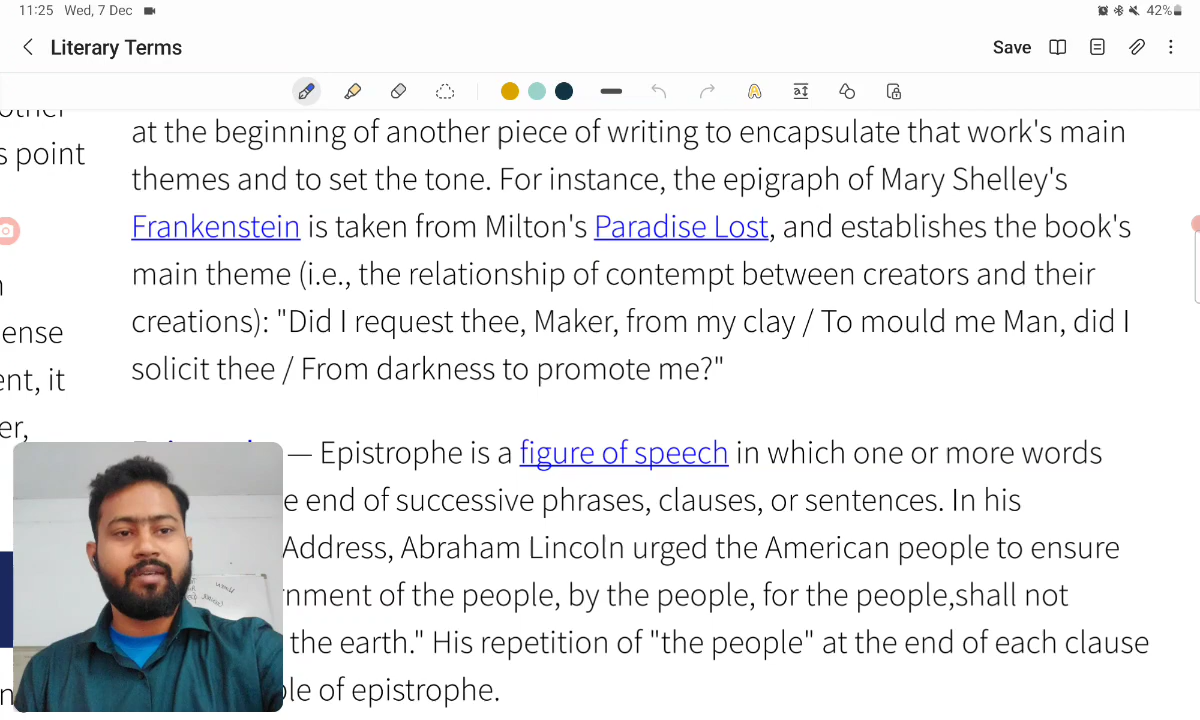 11:25 Wed, 7 Dec 42%
Literary Terms Save
at the beginning of another piece of writing to encapsulate that work's main
s point
themes and to set the tone. For instance, the epigraph of Mary Shelley's
Frankenstein is taken from Milton's Paradise Lost, and establishes the book's
main theme (i.e., the relationship of contempt between creators and their
creations): "Did I request thee, Maker, from my clay / To mould me Man, did I
ense
solicit thee / From darkness to promote me?"
ent, it
er,
— Epistrophe is a figure of speech in which one or more words
e end of successive phrases, clauses, or sentences. In his
Address, Abraham Lincoln urged the American people to ensure
rnment of the people, by the people, for the people,shall not
the earth." His repetition of "the people" at the end of each clause
ple of epistrophe.